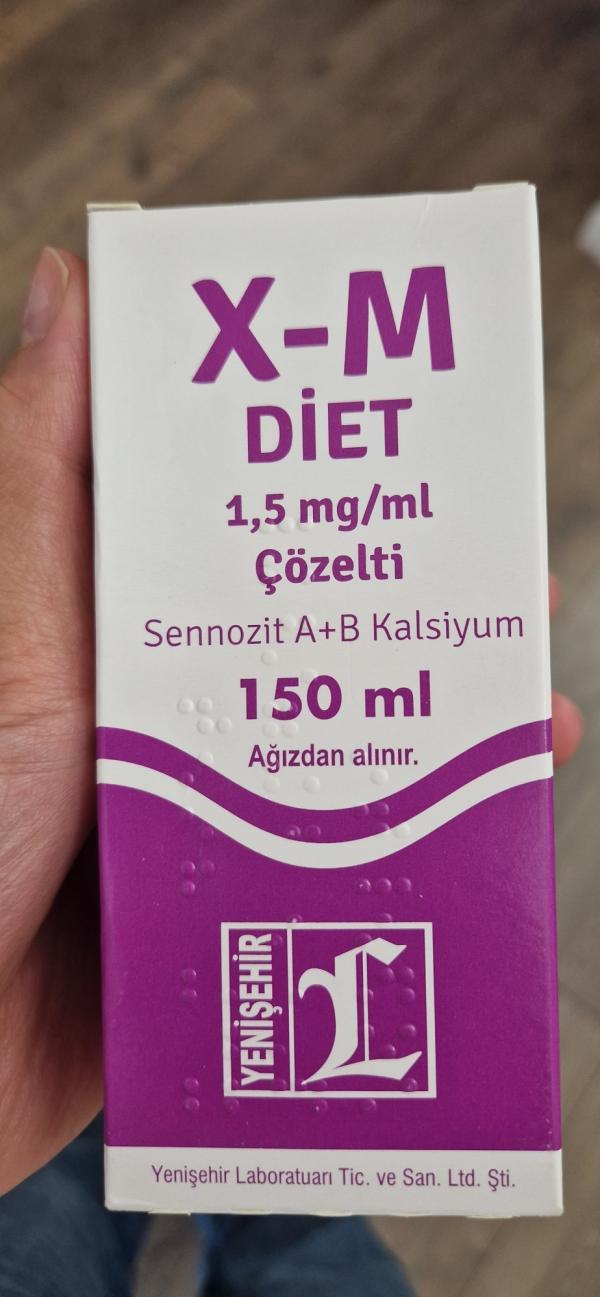 X-M
DİET
1,5 mg/ml
Çözelti
Sennozit A+B Kalsiyum
150 ml
Ağızdan alınır.
YENİŞEHİR
L
Yenişehir Laboratuarı Tic. ve San. Ltd. Şti.